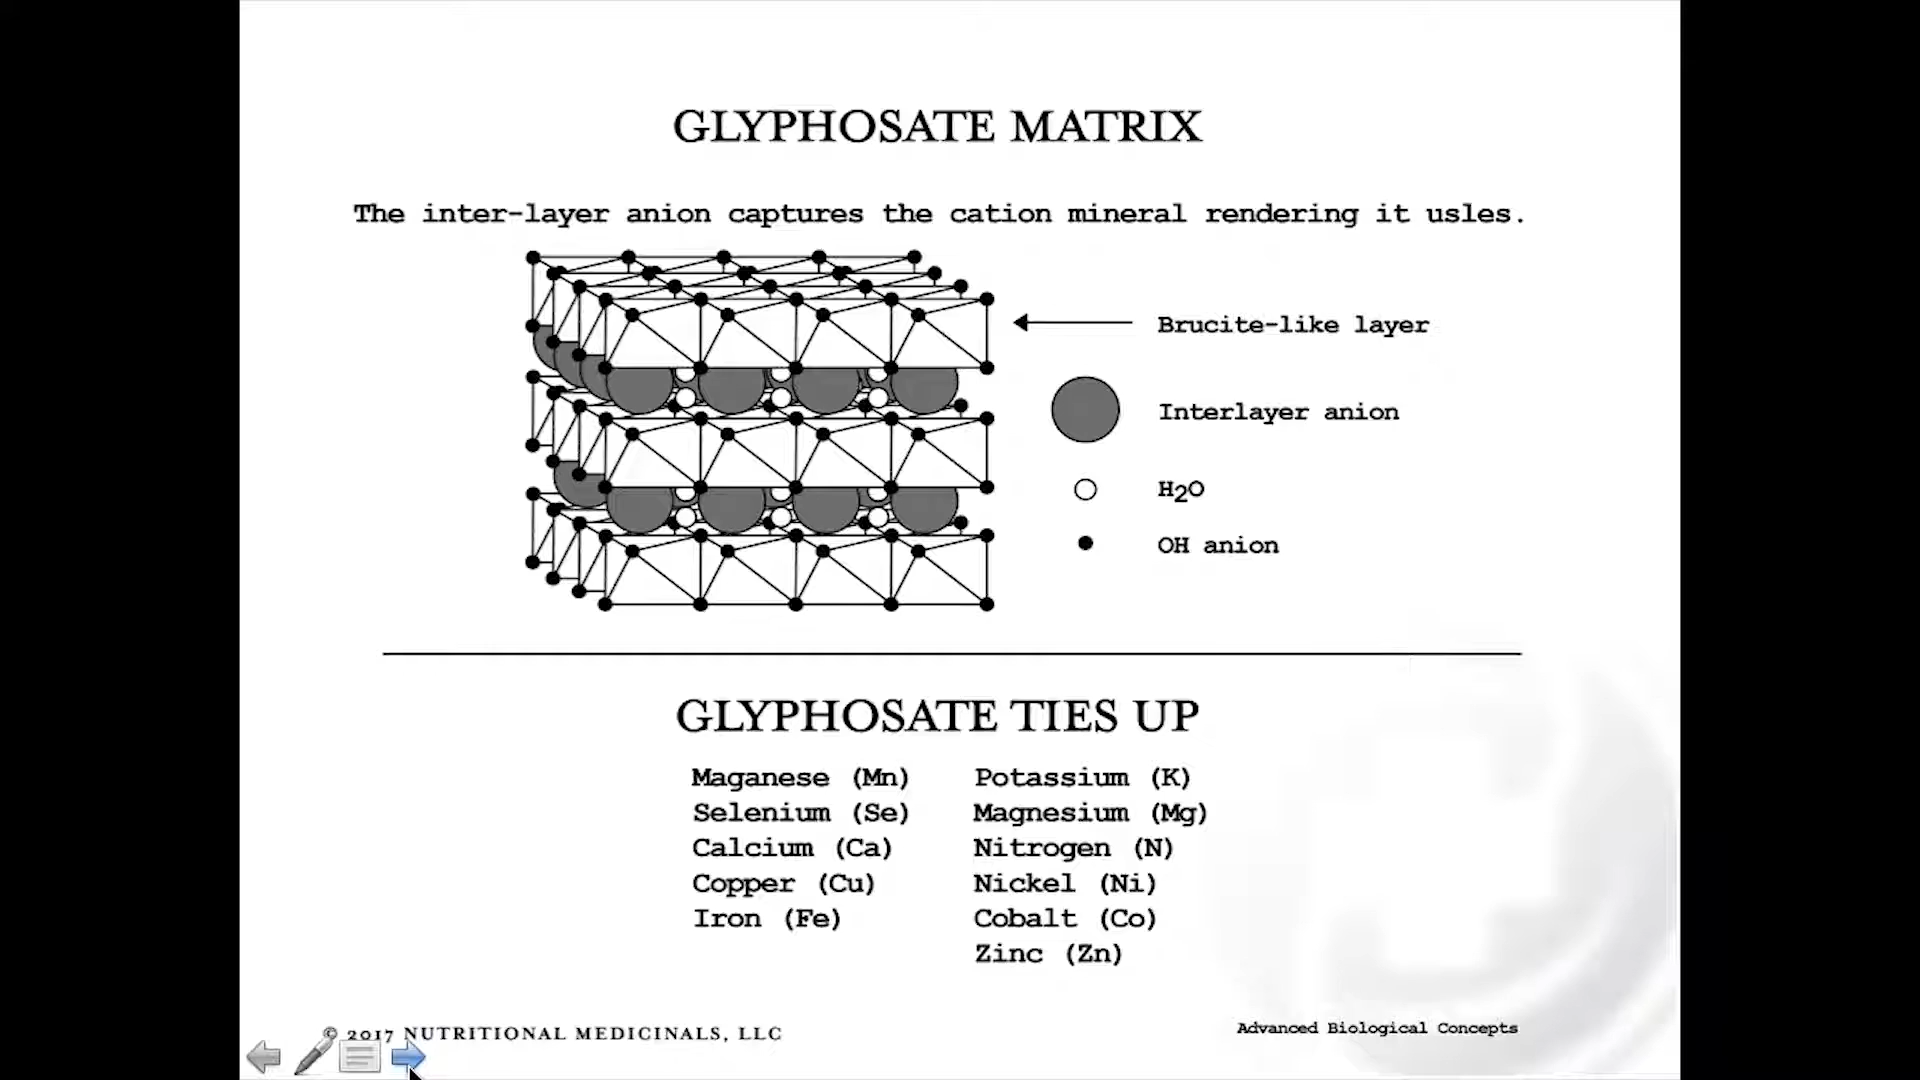 GLYPHOSATE MATRIX
The inter-layer anion captures the cation mineral rendering it usles.
Brucite-like layer
Interlayer anion
H2O
OH anion
GLYPHOSATE TIES UP
Maganese (Mn)
Selenium (Se)
Calcium (Ca)
Copper (Cu)
Iron (Fe)
Potassium (K)
Magnesium (Mg)
Nitrogen (N)
Nickel (Ni)
Cobalt (Co)
Zinc (Zn)
© 2017 NUTRITIONAL MEDICINALS, LLC
Advanced Biological Concepts